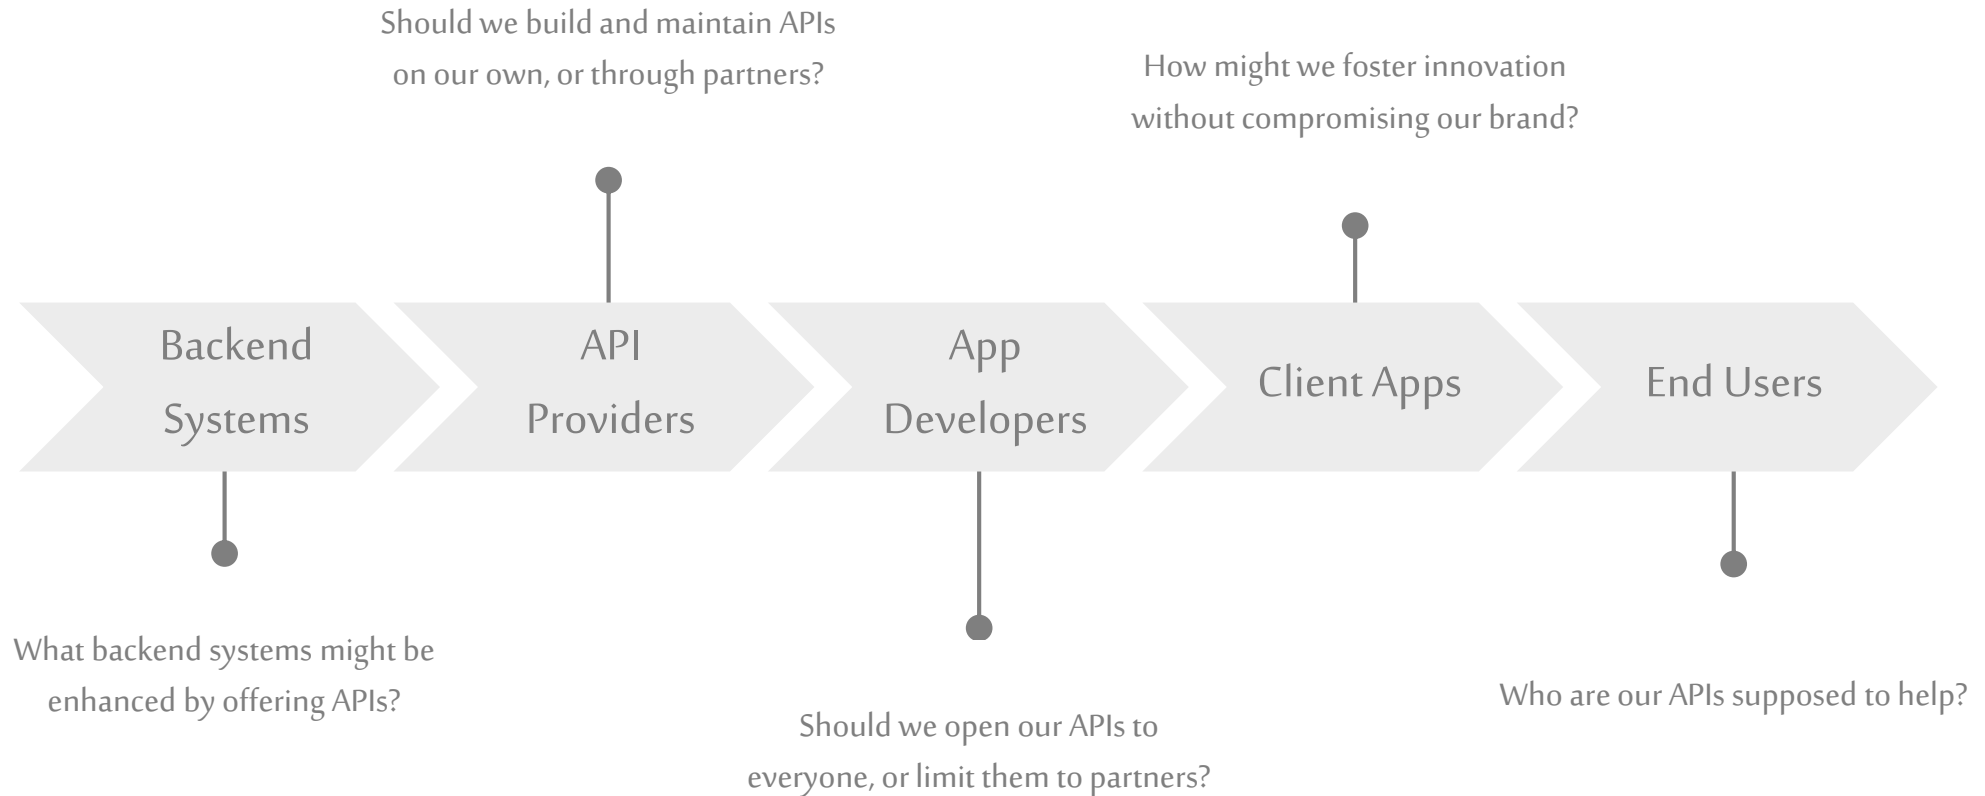 Should we build and maintain APIs
on our own, or through partners?
How might we foster innovation
without compromising our brand?
Backend
Systems
API
Providers
App
Developers
Client Apps
End Users
What backend systems might be
enhanced by offering APIs?
Should we open our APIs to
everyone, or limit them to partners?
Who are our APIs supposed to help?